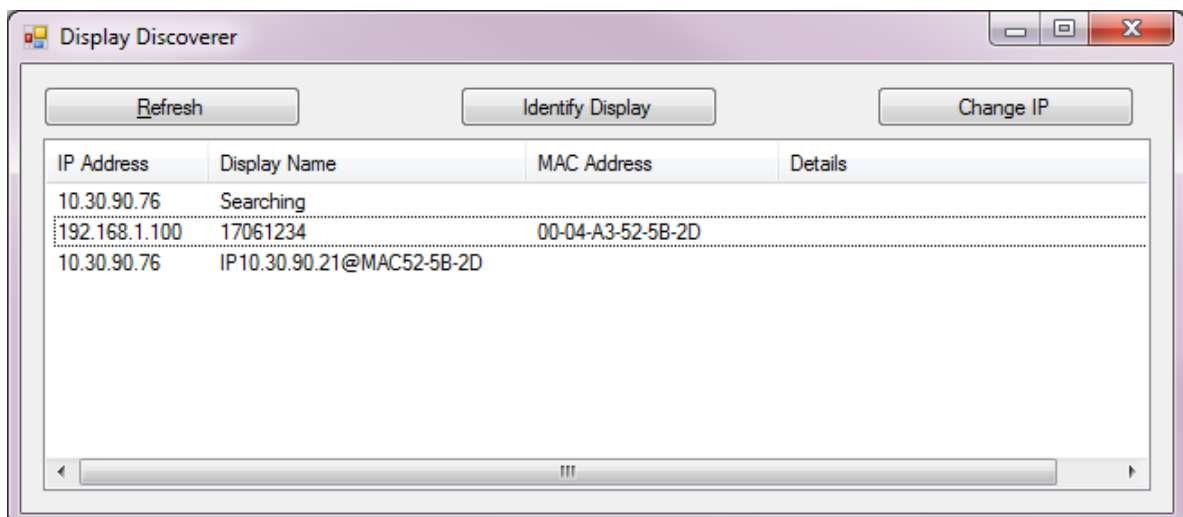 Display Discoverer
Refresh Identify Display Change IP
IP Address Display Name MAC Address Details
10.30.90.76 Searching
192.168.1.100 17061234 00-04-A3-52-5B-2D
10.30.90.76 IP10.30.90.21@MAC52-5B-2D